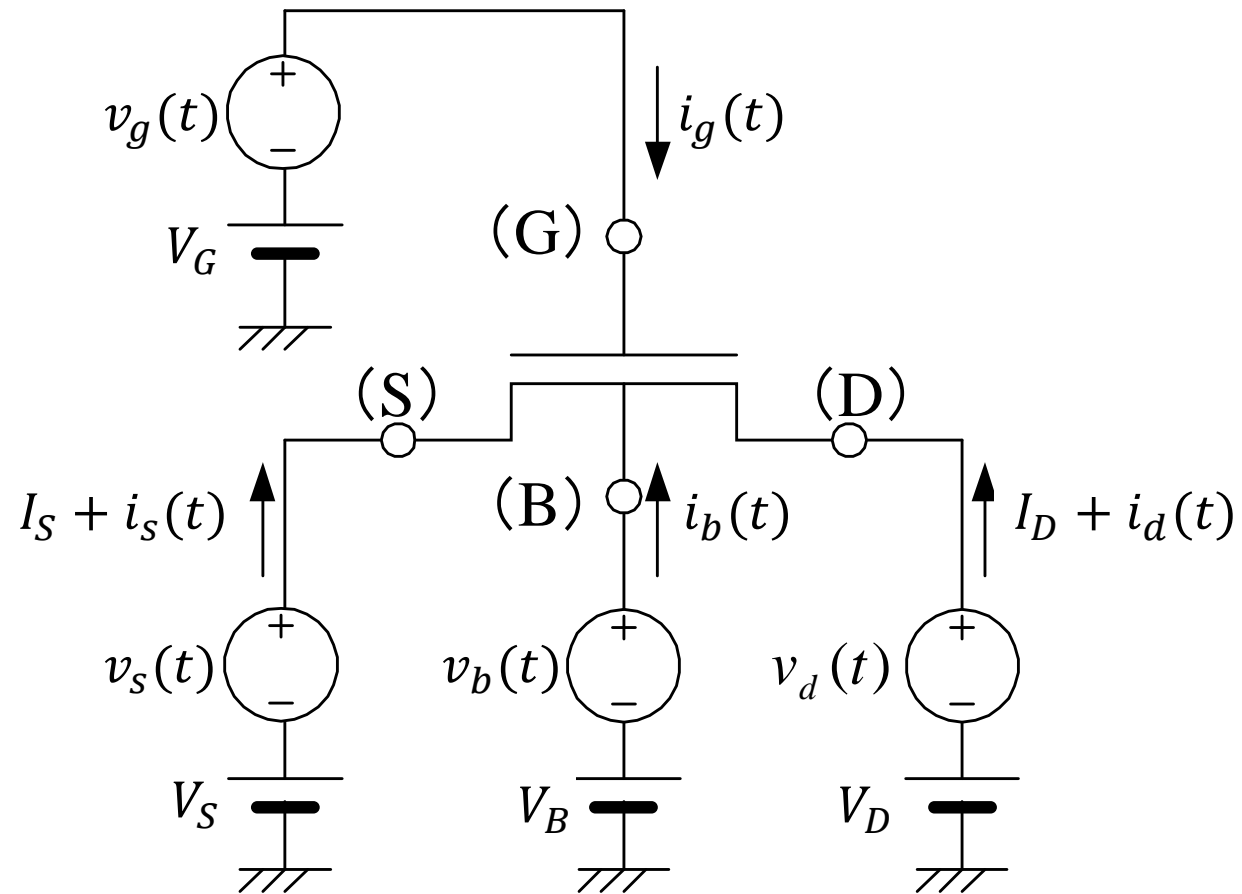 +
v_g(t)
−
i_g(t)
V_G
(G)
(S)
(D)
I_S + i_s(t)
(B)
i_b(t)
I_D + i_d(t)
+
+
+
v_s(t)
v_b(t)
v_d(t)
−
−
−
V_S
V_B
V_D